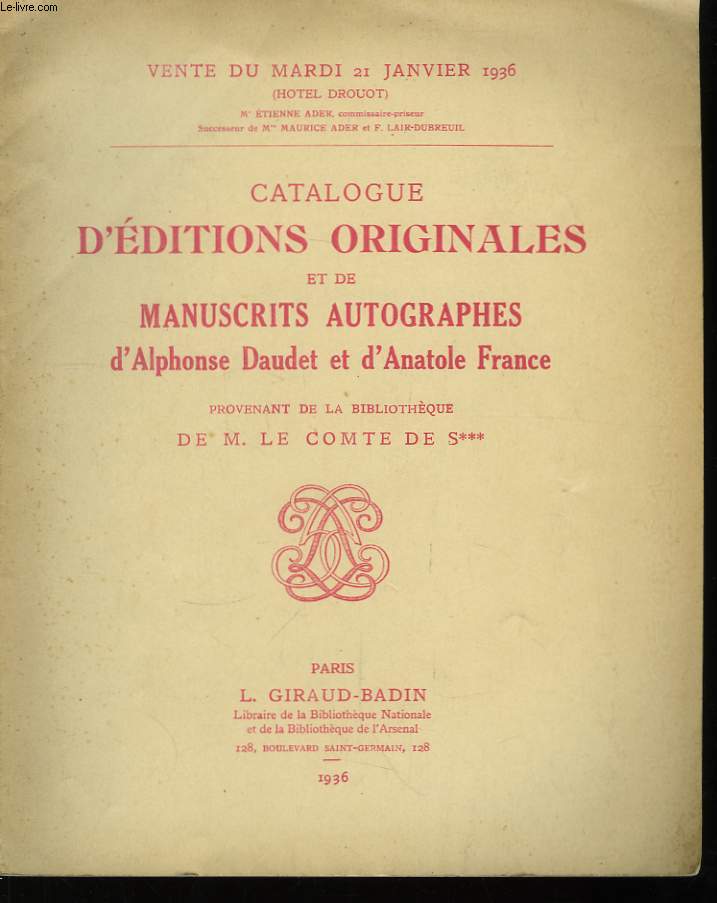 Le-livre.com
VENTE DU MARDI 21 JANVIER 1936
(HOTEL DROUOT)
Me ÉTIENNE ADER, commissaire-priseur
Successeur de Mes MAURICE ADER et F. LAIR-DUBREUIL
CATALOGUE
D'ÉDITIONS ORIGINALES
ET DE
MANUSCRITS AUTOGRAPHES
d'Alphonse Daudet et d'Anatole France
PROVENANT DE LA BIBLIOTHÈQUE
DE M. LE COMTE DE S***
PARIS
L. GIRAUD-BADIN
Libraire de la Bibliothèque Nationale
et de la Bibliothèque de l'Arsenal
128, BOULEVARD SAINT-GERMAIN, 128
1936